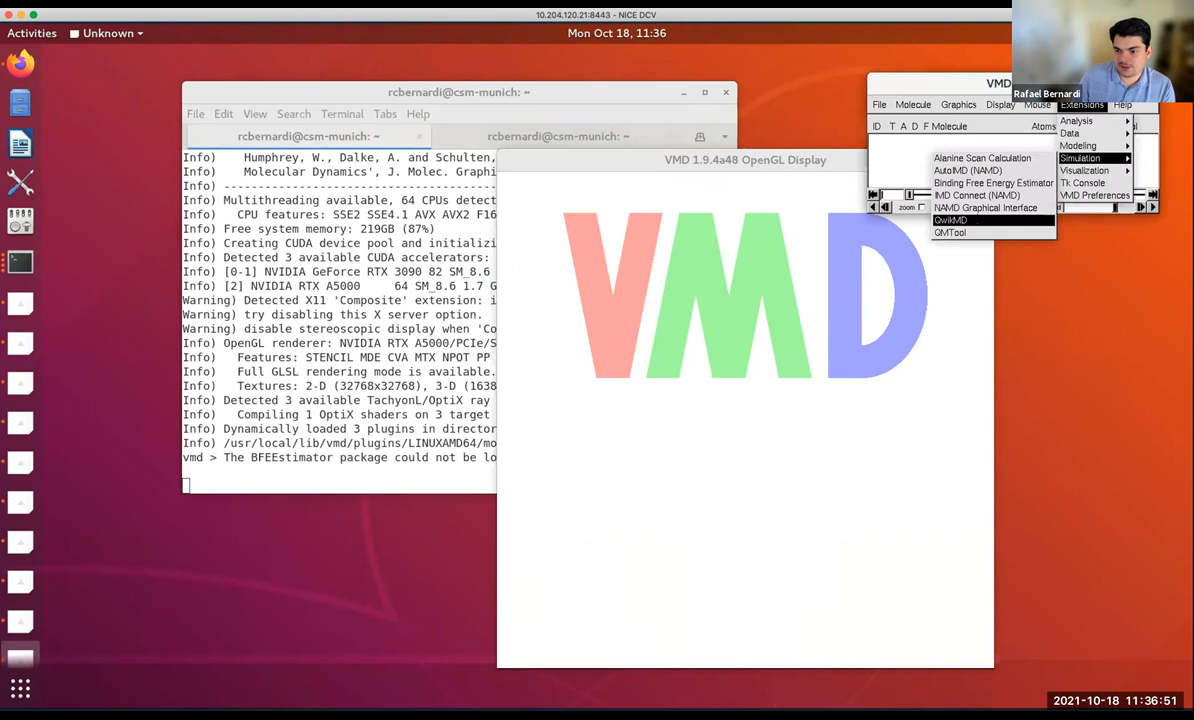 10.204.120.21:8443 - NICE DCV
Activities
Unknown
Mon Oct 18, 11:36
Rafael Bernardi
rcbernardi@csm-munich: ~
File Edit View Search Terminal Tabs Help
rcbernardi@csm-munich: ~
rcbernardi@csm-munich: ~
Info) Humphrey, W., Dalke, A. and Schulten,
Info) Molecular Dynamics', J. Molec. Graphi
Info) -------------------------------------
Info) Multithreading available, 64 CPUs detect
Info) CPU features: SSE2 SSE4.1 AVX AVX2 F16
Info) Free system memory: 219GB (87%)
Info) Creating CUDA device pool and initializi
Info) Detected 3 available CUDA accelerators:
Info) [0-1] NVIDIA GeForce RTX 3090 82 SM_8.6
Info) [2] NVIDIA RTX A5000 64 SM_8.6 1.7 G
Warning) Detected X11 'Composite' extension: i
Warning) try disabling this X server option.
Warning) disable stereoscopic display when 'Co
Info) OpenGL renderer: NVIDIA RTX A5000/PCIe/S
Info) Features: STENCIL MDE CVA MTX NPOT PP
Info) Full GLSL rendering mode is available.
Info) Textures: 2-D (32768x32768), 3-D (1638
Info) Detected 3 available TachyonL/OptiX ray
Info) Compiling 1 OptiX shaders on 3 target
Info) Dynamically loaded 3 plugins in director
Info) /usr/local/lib/vmd/plugins/LINUXAMD64/mo
vmd > The BFEEstimator package could not be lo
VMD 1.9.4a48 OpenGL Display
VMD
VMD
File Molecule Graphics Display Mouse Extensions Help
ID T A D F Molecule Atoms
zoom
Analysis
Data
Modeling
Simulation
Visualization
Tk Console
VMD Preferences
Alanine Scan Calculation
AutoIMD (NAMD)
Binding Free Energy Estimator
IMD Connect (NAMD)
NAMD Graphical Interface
QwikMD
QMTool
2021-10-18 11:36:51